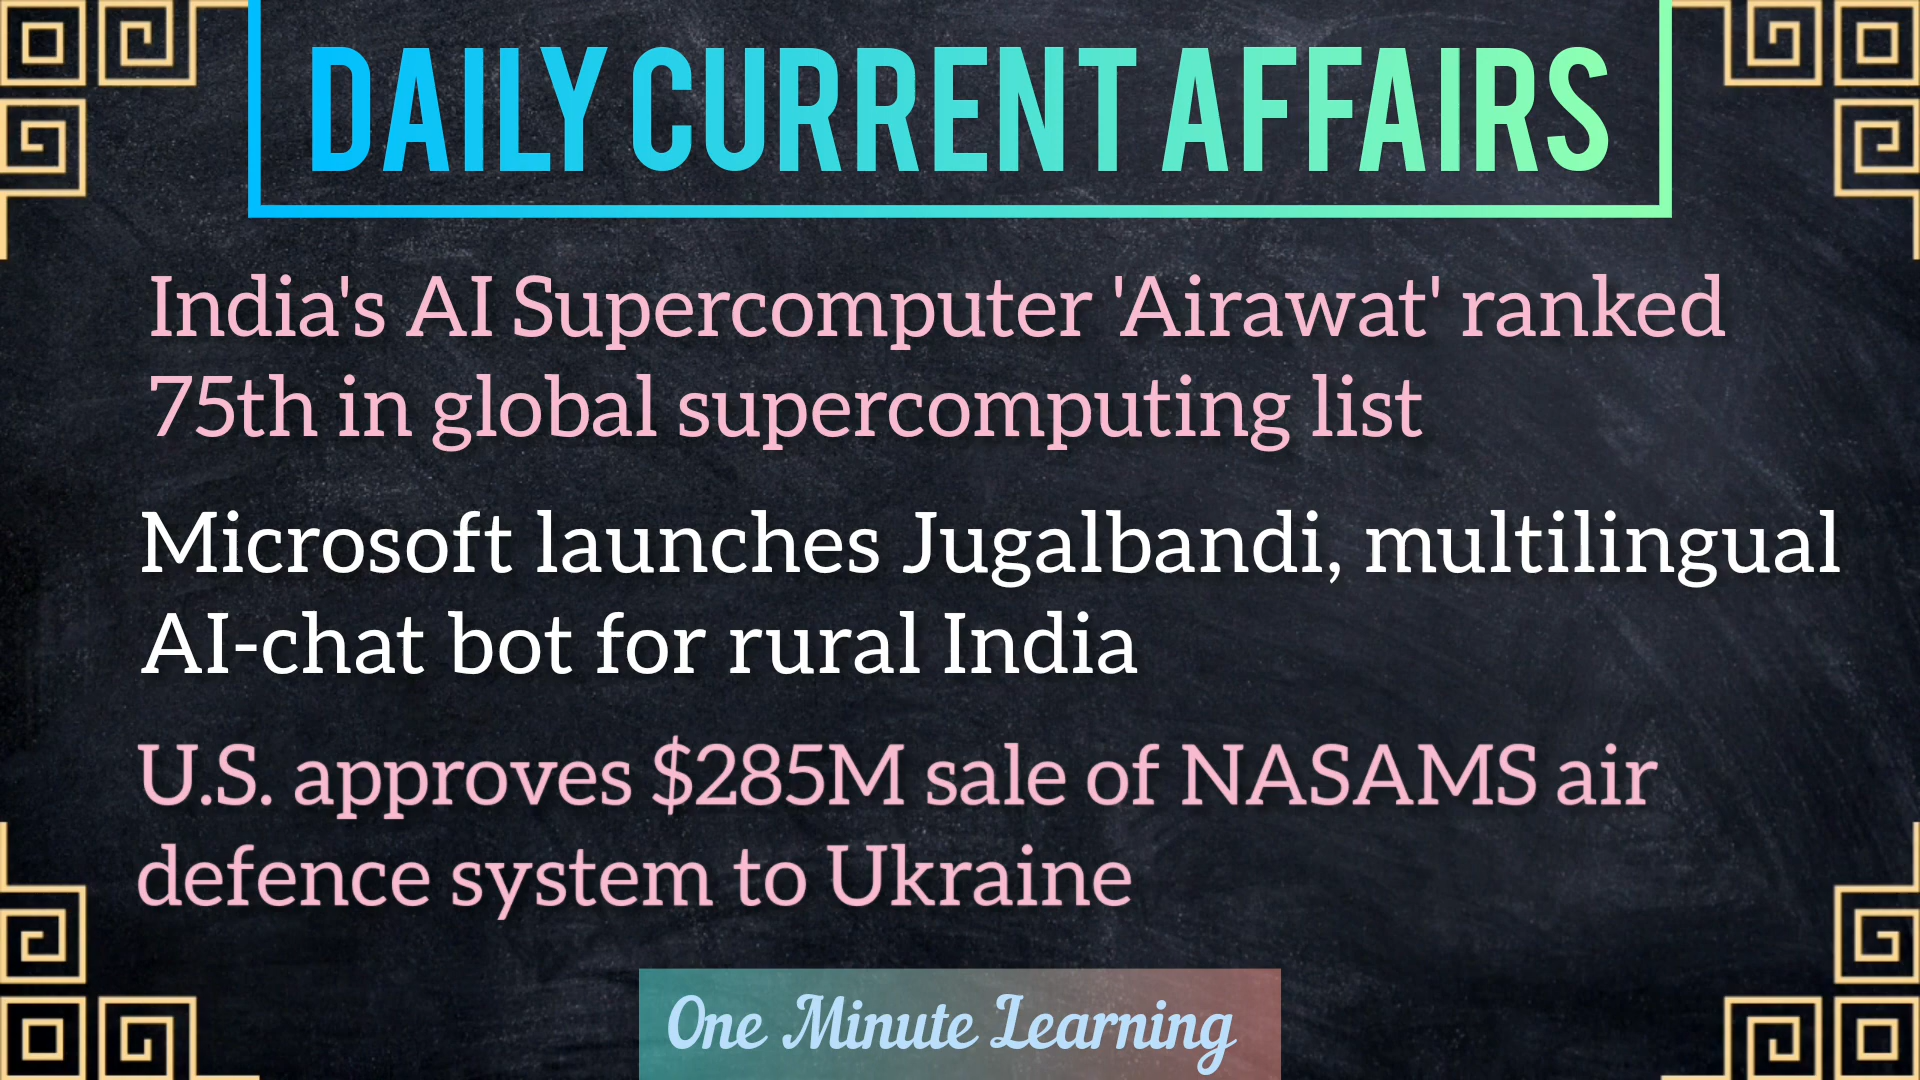 DAILY CURRENT AFFAIRS
India's AI Supercomputer 'Airawat' ranked
75th in global supercomputing list
Microsoft launches Jugalbandi, multilingual
AI-chat bot for rural India
U.S. approves $285M sale of NASAMS air
defence system to Ukraine
One Minute Learning